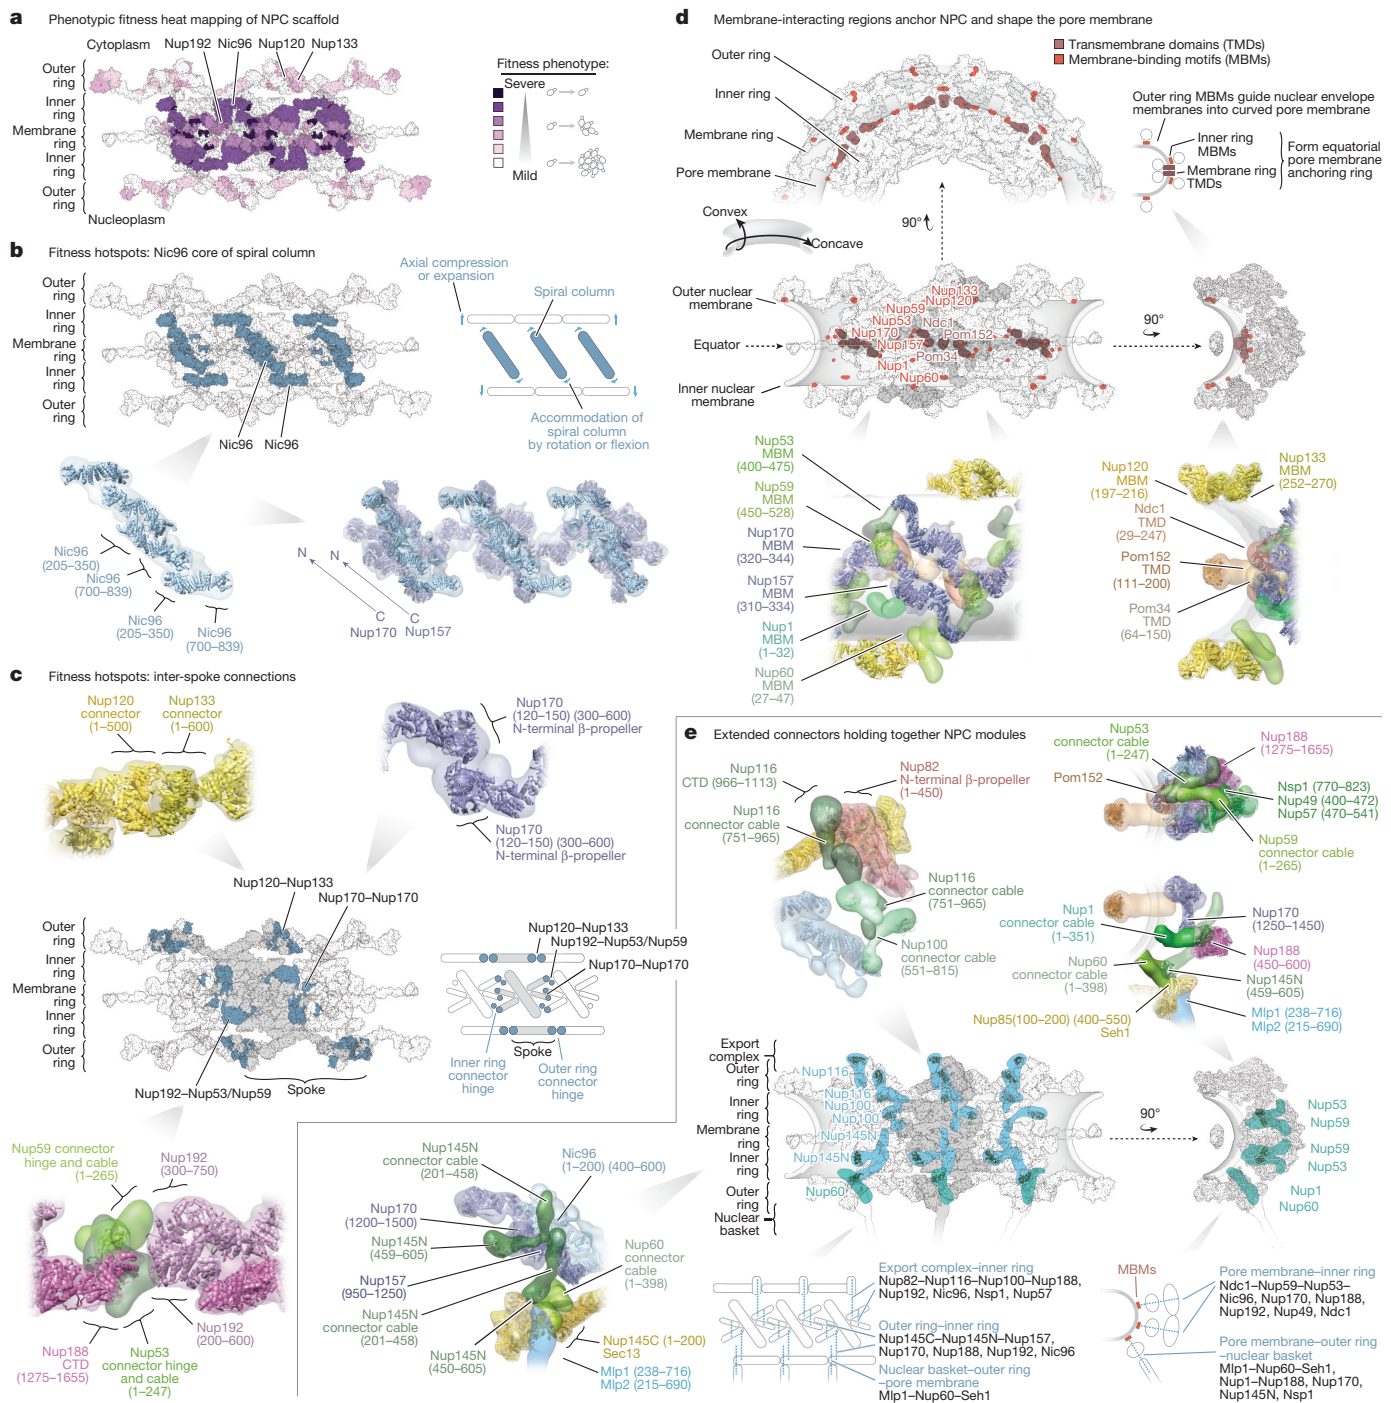 a Phenotypic fitness heat mapping of NPC scaffold
Cytoplasm
Nup192 Nic96 Nup120 Nup133
Outer
ring
Inner
ring
Membrane
ring
Inner
ring
Outer
ring
Nucleoplasm
Fitness phenotype:
Severe
Mild
b Fitness hotspots: Nic96 core of spiral column
Outer
ring
Inner
ring
Membrane
ring
Inner
ring
Outer
ring
Nic96 Nic96
Axial compression
or expansion
Spiral column
Accommodation of
spiral column
by rotation or flexion
Nic96
(205–350)
Nic96
(700–839)
Nic96
(205–350)
Nic96
(700–839)
N N
C
C
Nup170 Nup157
c Fitness hotspots: inter-spoke connections
Nup120
connector
(1–500)
Nup133
connector
(1–600)
Nup170
(120–150) (300–600)
N-terminal β-propeller
Nup170
(120–150) (300–600)
N-terminal β-propeller
Nup120–Nup133
Nup170–Nup170
Outer
ring
Inner
ring
Membrane
ring
Inner
ring
Outer
ring
Nup192–Nup53/Nup59
Spoke
Nup120–Nup133
Nup192–Nup53/Nup59
Nup170–Nup170
Spoke
Inner ring
connector
hinge
Outer ring
connector
hinge
Nup59 connector
hinge and cable
(1–265)
Nup192
(300–750)
Nup192
(200–600)
Nup188
CTD
(1275–1655)
Nup53
connector hinge
and cable
(1–247)
d Membrane-interacting regions anchor NPC and shape the pore membrane
Transmembrane domains (TMDs)
Membrane-binding motifs (MBMs)
Outer ring
Inner ring
Membrane ring
Pore membrane
Outer ring MBMs guide nuclear envelope
membranes into curved pore membrane
Inner ring
MBMs
Membrane ring
TMDs
Form equatorial
pore membrane
anchoring ring
Convex
Concave
90°
Outer nuclear
membrane
Equator
Inner nuclear
membrane
Nup133
Nup120
Nup59
Nup53
Ndc1
Nup170
Pom152
Nup157
Pom34
Nup1
Nup60
90°
Nup53
MBM
(400–475)
Nup59
MBM
(450–528)
Nup170
MBM
(320–344)
Nup157
MBM
(310–334)
Nup1
MBM
(1–32)
Nup60
MBM
(27–47)
Nup120
MBM
(197–216)
Nup133
MBM
(252–270)
Ndc1
TMD
(29–247)
Pom152
TMD
(111–200)
Pom34
TMD
(64–150)
e Extended connectors holding together NPC modules
Nup116
CTD (966–1113)
Nup82
N-terminal β-propeller
(1–450)
Nup116
connector cable
(751–965)
Nup116
connector cable
(751–965)
Nup100
connector cable
(551–815)
Nup53
connector cable
(1–247)
Nup188
(1275–1655)
Pom152
Nsp1 (770–823)
Nup49 (400–472)
Nup57 (470–541)
Nup59
connector cable
(1–265)
Nup1
connector cable
(1–351)
Nup170
(1250–1450)
Nup188
(450–600)
Nup60
connector cable
(1–398)
Nup145N
(459–605)
Nup85(100–200) (400–550)
Seh1
Mlp1 (238–716)
Mlp2 (215–690)
Nup145N
connector cable
(201–458)
Nic96
(1–200) (400–600)
Nup170
(1200–1500)
Nup145N
(459–605)
Nup157
(950–1250)
Nup60
connector
cable
(1–398)
Nup145N
connector cable
(201–458)
Nup145N
(450–605)
Nup145C (1–200)
Sec13
Mlp1 (238–716)
Mlp2 (215–690)
Export
complex
Outer
ring
Inner
ring
Membrane
ring
Inner
ring
Outer
ring
Nuclear
basket
Nup116
Nup116
Nup100
Nup100
Nup145N
Nup145N
Nup60
90°
Nup53
Nup59
Nup59
Nup53
Nup1
Nup60
Export complex–inner ring
Nup82–Nup116–Nup100–Nup188,
Nup192, Nic96, Nsp1, Nup57
Outer ring–inner ring
Nup145C–Nup145N–Nup157,
Nup170, Nup188, Nup192, Nic96
Nuclear basket–outer ring
–pore membrane
Mlp1–Nup60–Seh1
MBMs
Pore membrane–inner ring
Ndc1–Nup59–Nup53–
Nic96, Nup170, Nup188,
Nup192, Nup49, Ndc1
Pore membrane–outer ring
–nuclear basket
Mlp1–Nup60–Seh1,
Nup1–Nup188, Nup170,
Nup145N, Nsp1